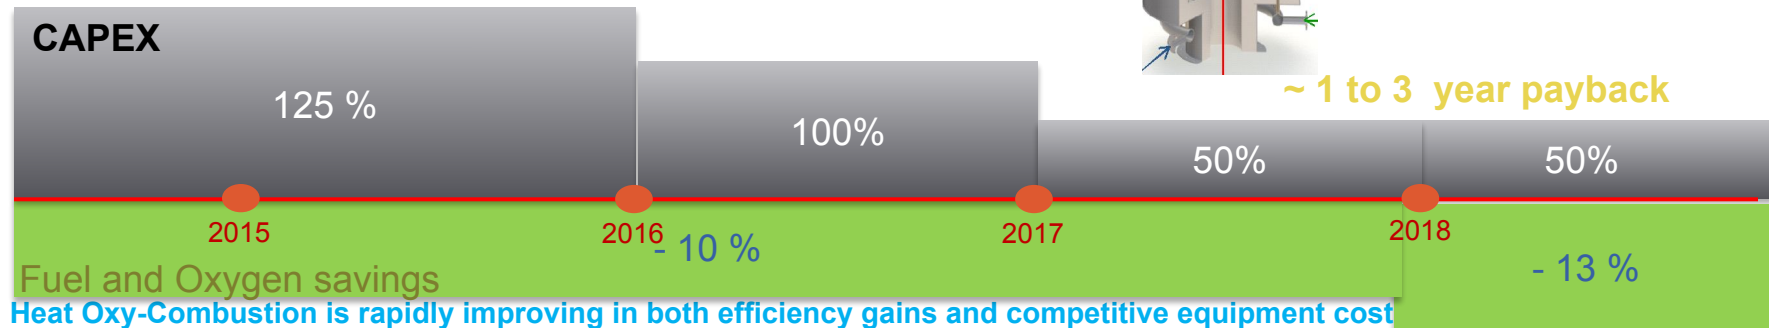 CAPEX
~ 1 to 3 year payback
125 %
100%
50%
50%
2015
2016
2017
2018
- 10 %
- 13 %
Fuel and Oxygen savings
Heat Oxy-Combustion is rapidly improving in both efficiency gains and competitive equipment cost